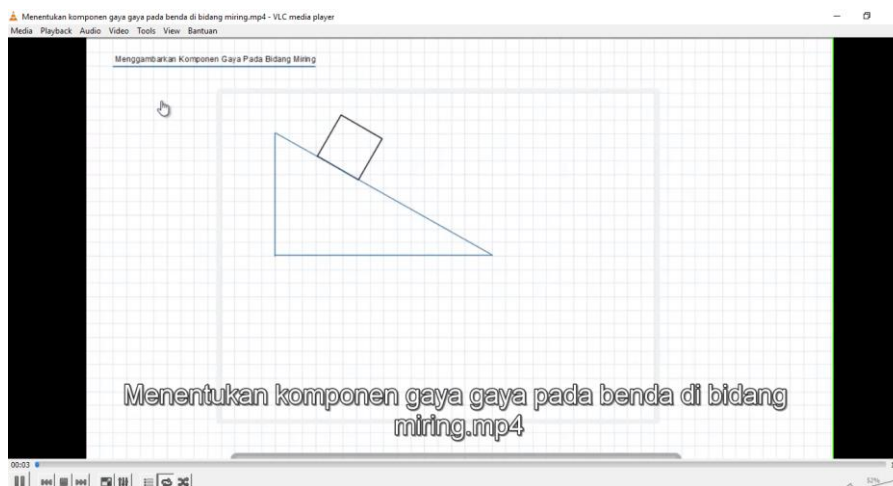 Menentukan komponen gaya gaya pada benda di bidang miring.mp4 - VLC media player
Media Playback Audio Video Tools View Bantuan
Menggambarkan Komponen Gaya Pada Bidang Miring
Menentukan komponen gaya gaya pada benda di bidang
miring.mp4
00:03
52%